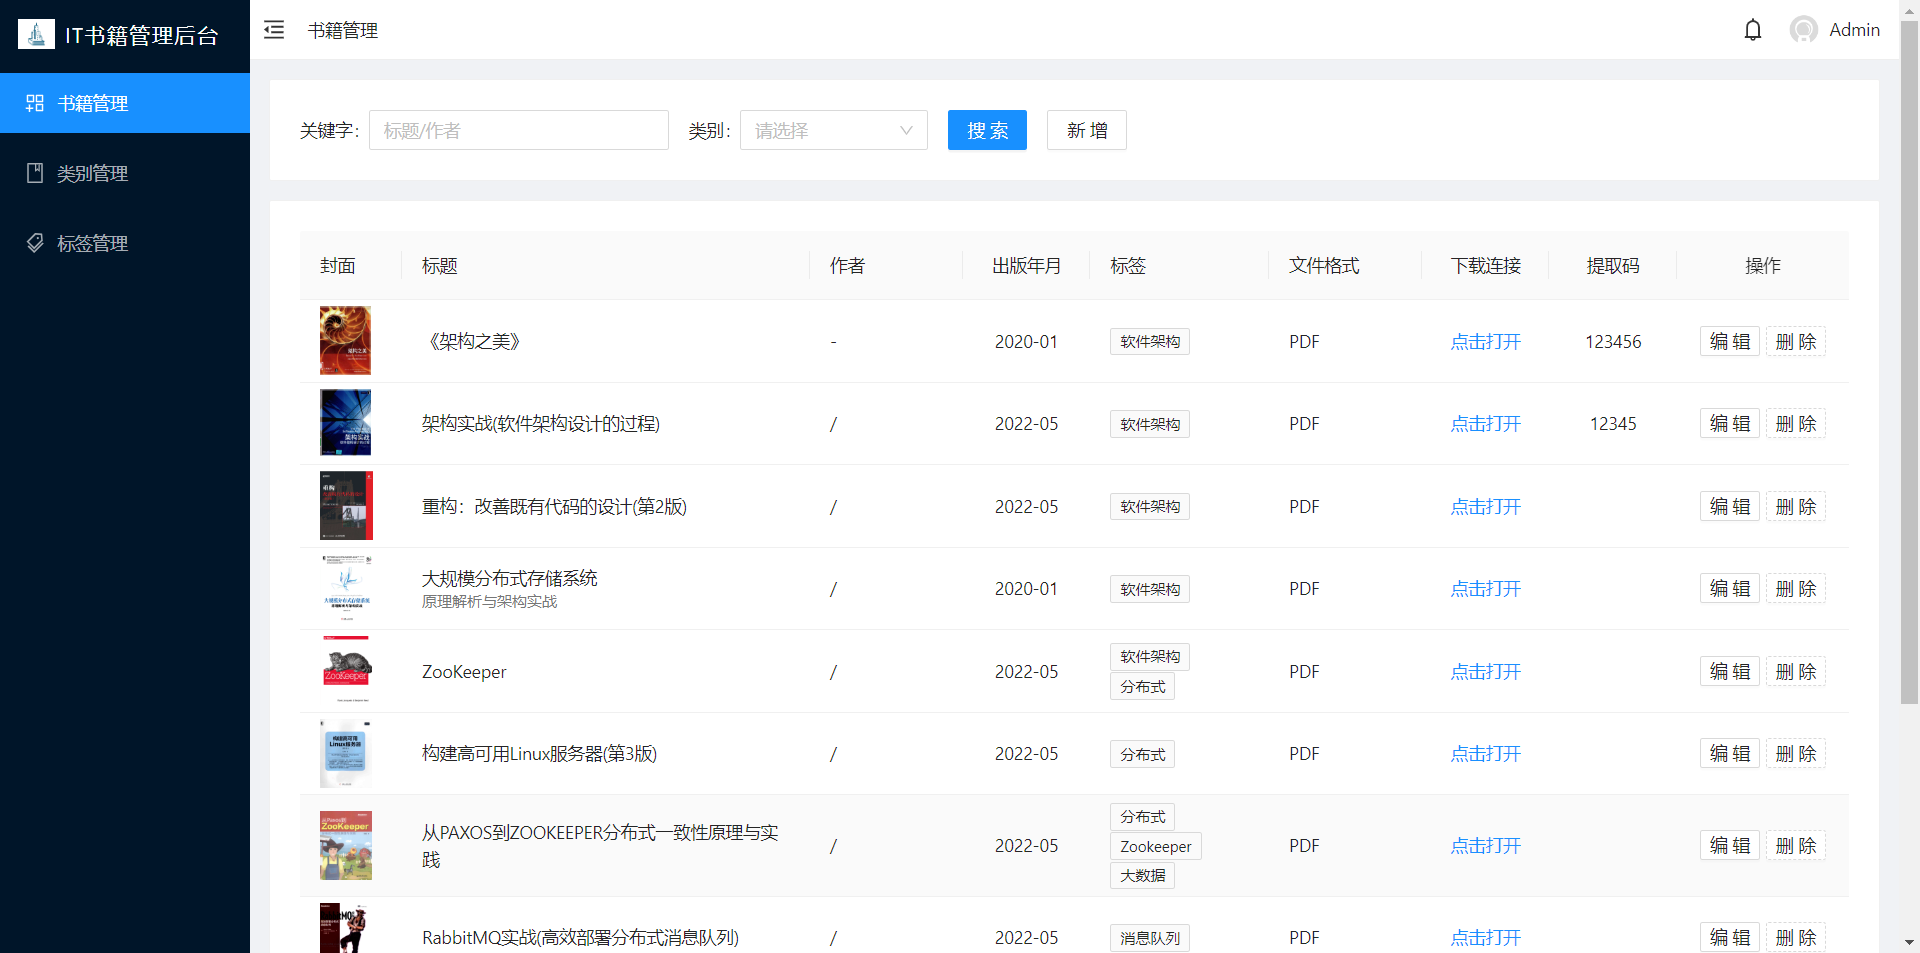 IT书籍管理后台
书籍管理
Admin
书籍管理
类别管理
标签管理
关键字: 标题/作者 类别: 请选择 搜 索 新 增
封面 标题 作者 出版年月 标签 文件格式 下载连接 提取码 操作
《架构之美》 - 2020-01 软件架构 PDF 点击打开 123456 编 辑 删 除
架构实战(软件架构设计的过程) / 2022-05 软件架构 PDF 点击打开 12345 编 辑 删 除
重构：改善既有代码的设计(第2版) / 2022-05 软件架构 PDF 点击打开 编 辑 删 除
大规模分布式存储系统
原理解析与架构实战
/ 2020-01 软件架构 PDF 点击打开 编 辑 删 除
ZooKeeper
ZooKeeper / 2022-05 软件架构 PDF 点击打开 编 辑 删 除
分布式
构建高可用
Linux服务器
构建高可用Linux服务器(第3版) / 2022-05 分布式 PDF 点击打开 编 辑 删 除
ZooKeeper
从PAXOS到ZOOKEEPER分布式一致性原理与实
践
/ 2022-05 分布式 PDF 点击打开 编 辑 删 除
Zookeeper
大数据
RabbitMQ实战(高效部署分布式消息队列) / 2022-05 消息队列 PDF 点击打开 编 辑 删 除